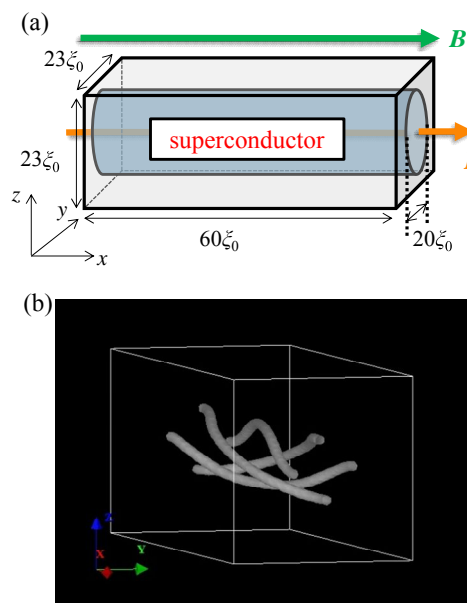 (a)
B
23ξ₀
23ξ₀
superconductor
z
y
x
60ξ₀
20ξ₀
(b)
Z
X
Y